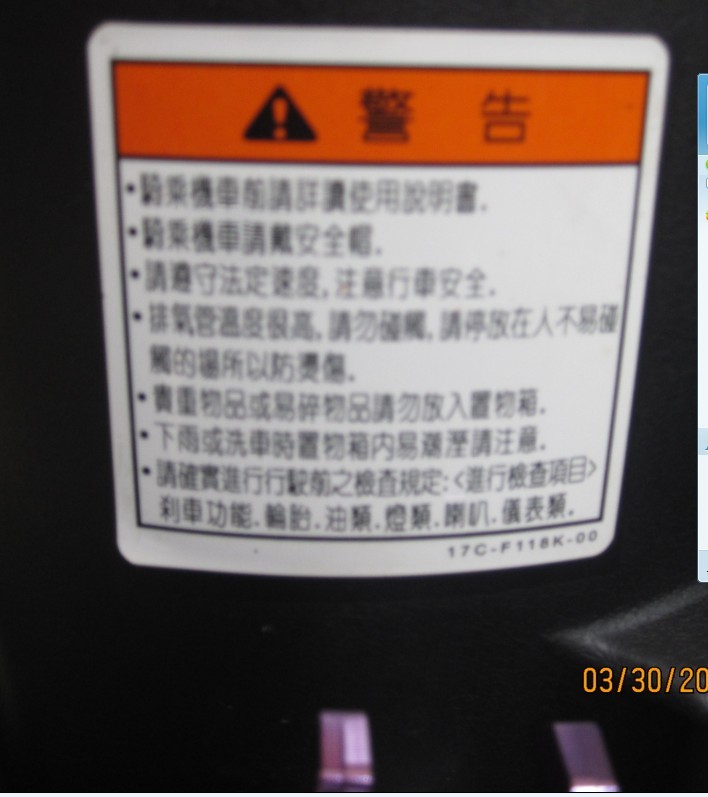 警告
•騎乘機車前請詳讀使用說明書.
•騎乘機車請戴安全帽.
•請遵守法定速度,注意行車安全.
•排氣管溫度很高,請勿碰觸,請停放在人不易碰
觸的場所以防燙傷.
•貴重物品或易碎物品請勿放入置物箱.
•下雨或洗車時置物箱內易潮溼請注意.
•請確實進行行駛前之檢查規定:<進行檢查項目>
剎車功能.輪胎.油類.燈類.喇叭.儀表類.
17C-F118K-00
03/30/20